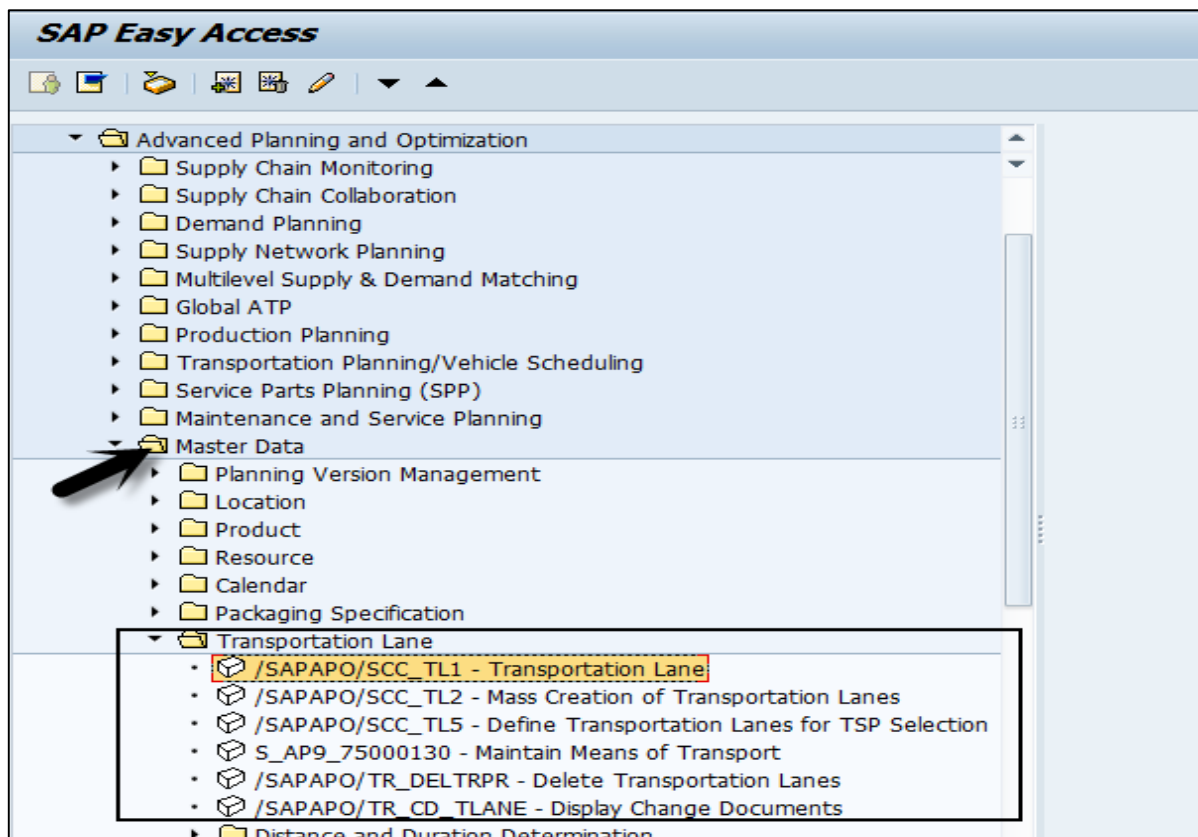 SAP Easy Access
Advanced Planning and Optimization
Supply Chain Monitoring
Supply Chain Collaboration
Demand Planning
Supply Network Planning
Multilevel Supply & Demand Matching
Global ATP
Production Planning
Transportation Planning/Vehicle Scheduling
Service Parts Planning (SPP)
Maintenance and Service Planning
Master Data
Planning Version Management
Location
Product
Resource
Calendar
Packaging Specification
Transportation Lane
/SAPAPO/SCC_TL1 - Transportation Lane
/SAPAPO/SCC_TL2 - Mass Creation of Transportation Lanes
/SAPAPO/SCC_TL5 - Define Transportation Lanes for TSP Selection
S_AP9_75000130 - Maintain Means of Transport
/SAPAPO/TR_DELTRPR - Delete Transportation Lanes
/SAPAPO/TR_CD_TLANE - Display Change Documents
Distance and Duration Determination